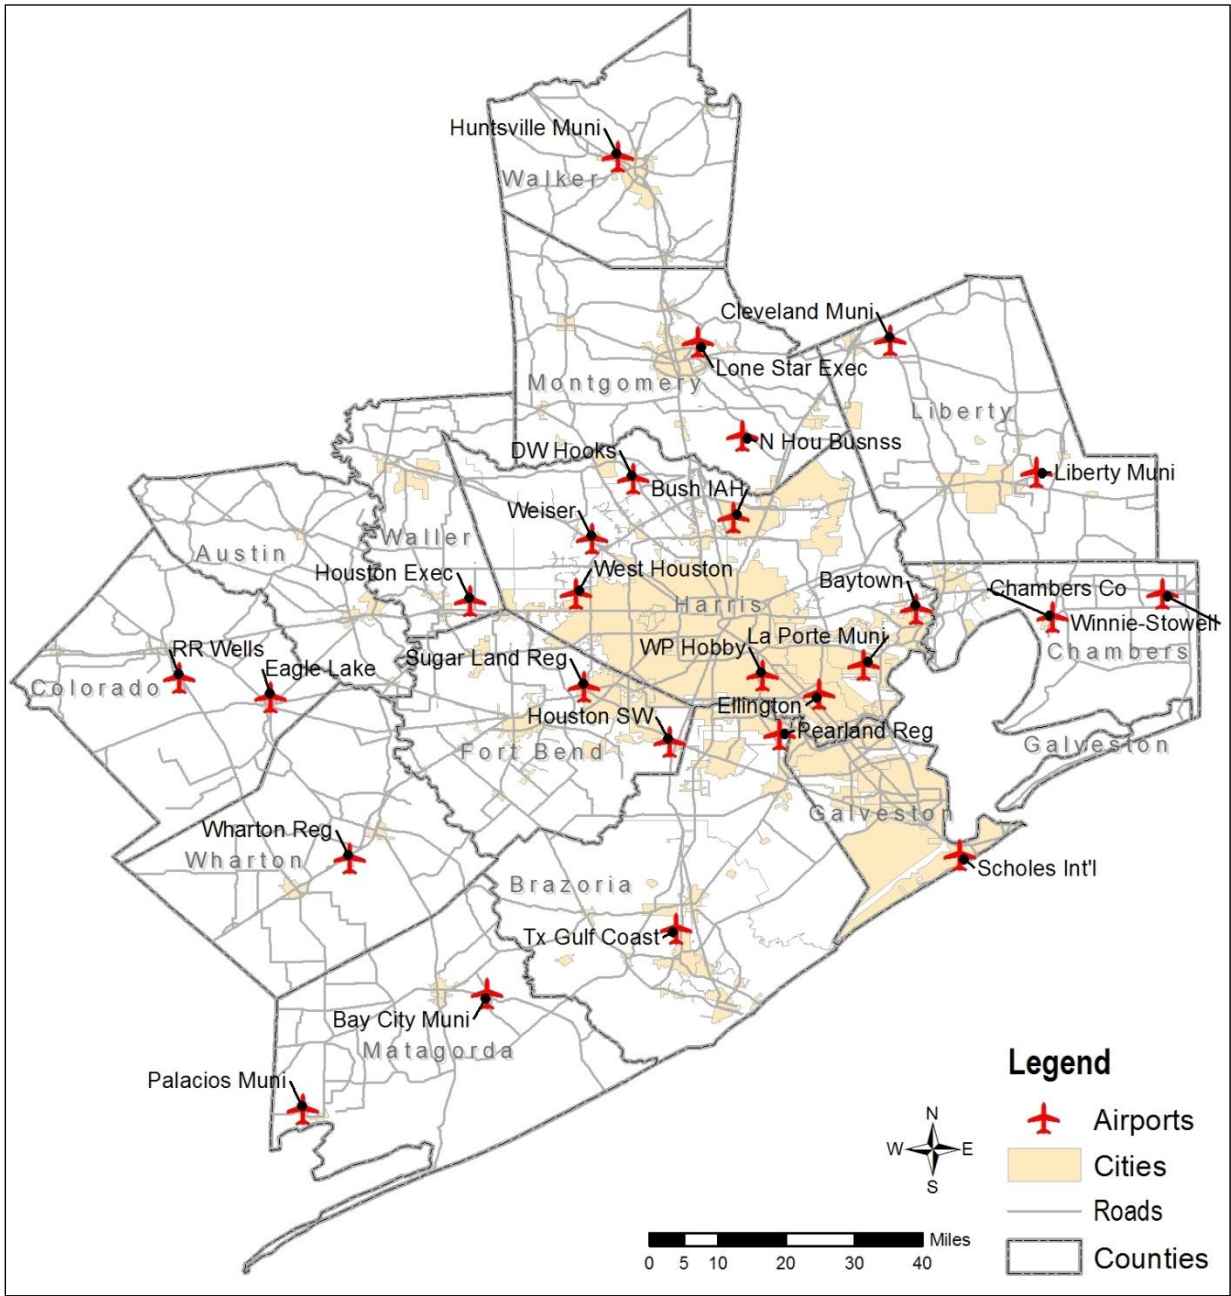 Huntsville Muni
Walker
Cleveland Muni
Lone Star Exec
Montgomery
Liberty
N Hou Busnss
DW Hooks
Liberty Muni
Bush IAH
Weiser
Waller
Austin
West Houston
Houston Exec
Baytown
Chambers Co
Harris
Winnie-Stowell
La Porte Muni
Chambers
RR Wells
WP Hobby
Sugar Land Reg
Eagle Lake
Colorado
Ellington
Houston SW
Pearland Reg
Galveston
Fort Bend
Galveston
Wharton Reg
Wharton
Scholes Int'l
Brazoria
Tx Gulf Coast
Bay City Muni
Matagorda
Palacios Muni
Legend
Airports
Cities
Roads
Counties
N
W E
S
Miles
0 5 10 20 30 40